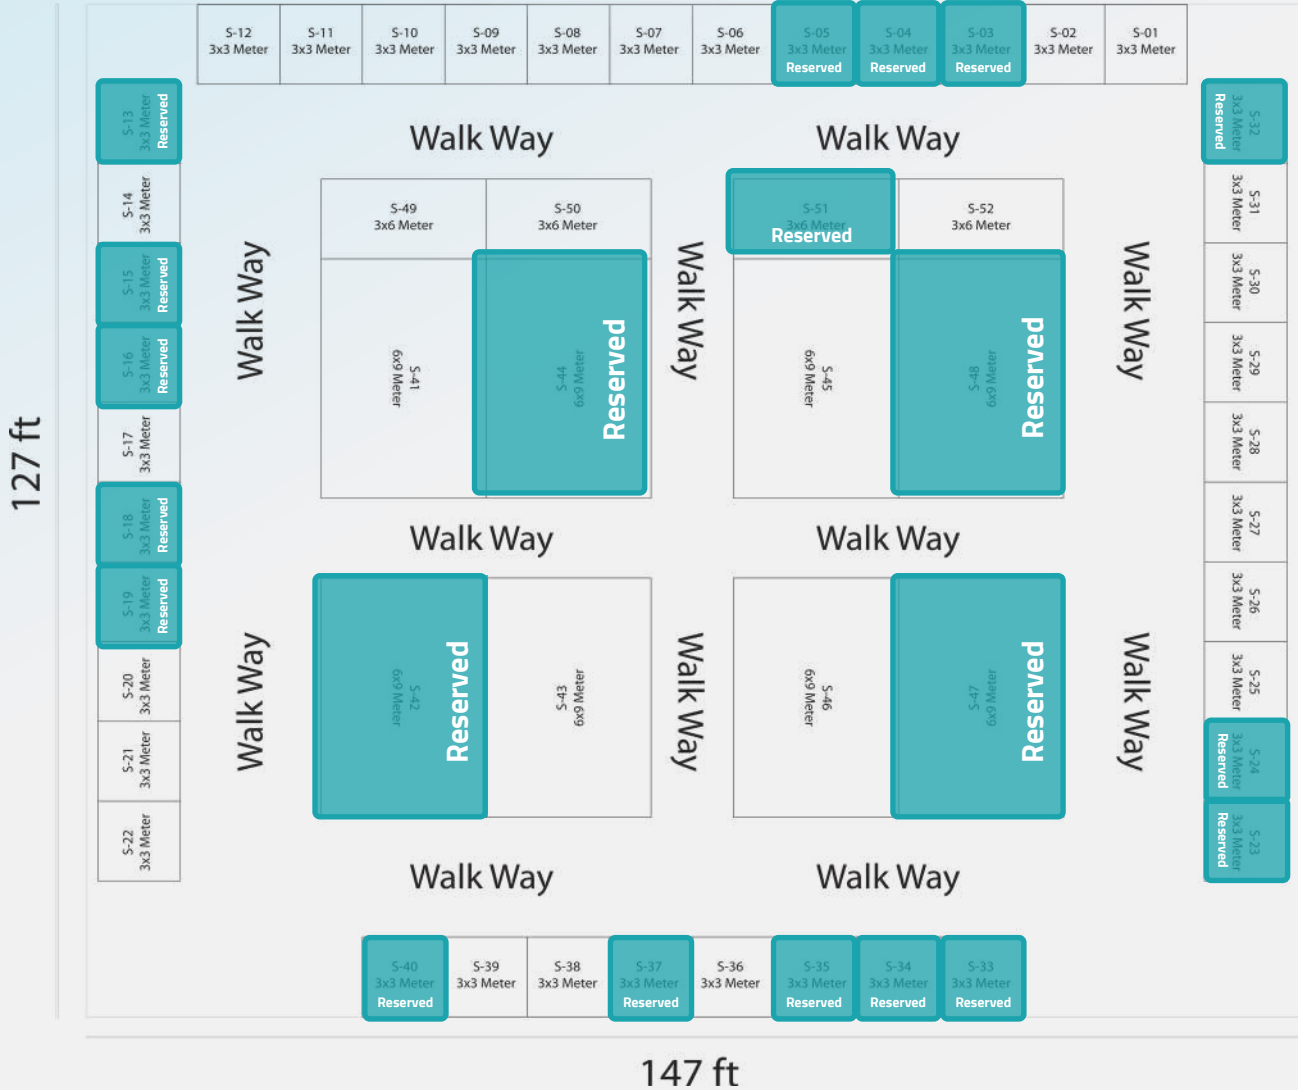 S-12
3x3 Meter
S-11
3x3 Meter
S-10
3x3 Meter
S-09
3x3 Meter
S-08
3x3 Meter
S-07
3x3 Meter
S-06
3x3 Meter
S-05
3x3 Meter
Reserved
S-04
3x3 Meter
Reserved
S-03
3x3 Meter
Reserved
S-02
3x3 Meter
S-01
3x3 Meter
S-13
3x3 Meter
Reserved
S-14
3x3 Meter
S-15
3x3 Meter
Reserved
S-16
3x3 Meter
Reserved
S-17
3x3 Meter
S-18
3x3 Meter
Reserved
S-19
3x3 Meter
Reserved
S-20
3x3 Meter
S-21
3x3 Meter
S-22
3x3 Meter
127 ft
Walk Way
Walk Way
Walk Way
Walk Way
S-49
3x6 Meter
S-50
3x6 Meter
S-51
3x6 Meter
Reserved
S-52
3x6 Meter
S-41
6x9 Meter
S-44
6x9 Meter
Reserved
Walk Way
S-45
6x9 Meter
S-48
6x9 Meter
Reserved
Walk Way
Walk Way
Walk Way
S-42
6x9 Meter
Reserved
S-43
6x9 Meter
Walk Way
S-46
6x9 Meter
S-47
6x9 Meter
Reserved
Walk Way
Walk Way
Walk Way
S-32
3x3 Meter
Reserved
S-31
3x3 Meter
S-30
3x3 Meter
S-29
3x3 Meter
S-28
3x3 Meter
S-27
3x3 Meter
S-26
3x3 Meter
S-25
3x3 Meter
S-24
3x3 Meter
Reserved
S-23
3x3 Meter
Reserved
S-40
3x3 Meter
Reserved
S-39
3x3 Meter
S-38
3x3 Meter
S-37
3x3 Meter
Reserved
S-36
3x3 Meter
S-35
3x3 Meter
Reserved
S-34
3x3 Meter
Reserved
S-33
3x3 Meter
Reserved
147 ft